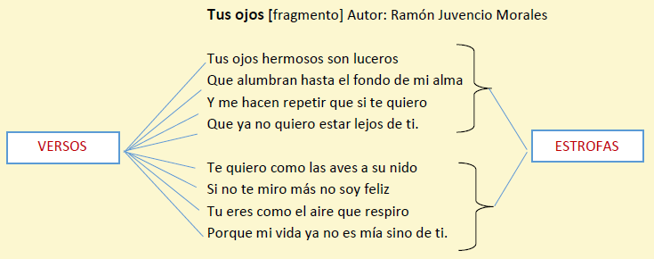 Tus ojos [fragmento] Autor: Ramón Juvencio Morales
Tus ojos hermosos son luceros
Que alumbran hasta el fondo de mi alma
Y me hacen repetir que si te quiero
Que ya no quiero estar lejos de ti.
VERSOS
ESTROFAS
Te quiero como las aves a su nido
Si no te miro más no soy feliz
Tu eres como el aire que respiro
Porque mi vida ya no es mía sino de ti.